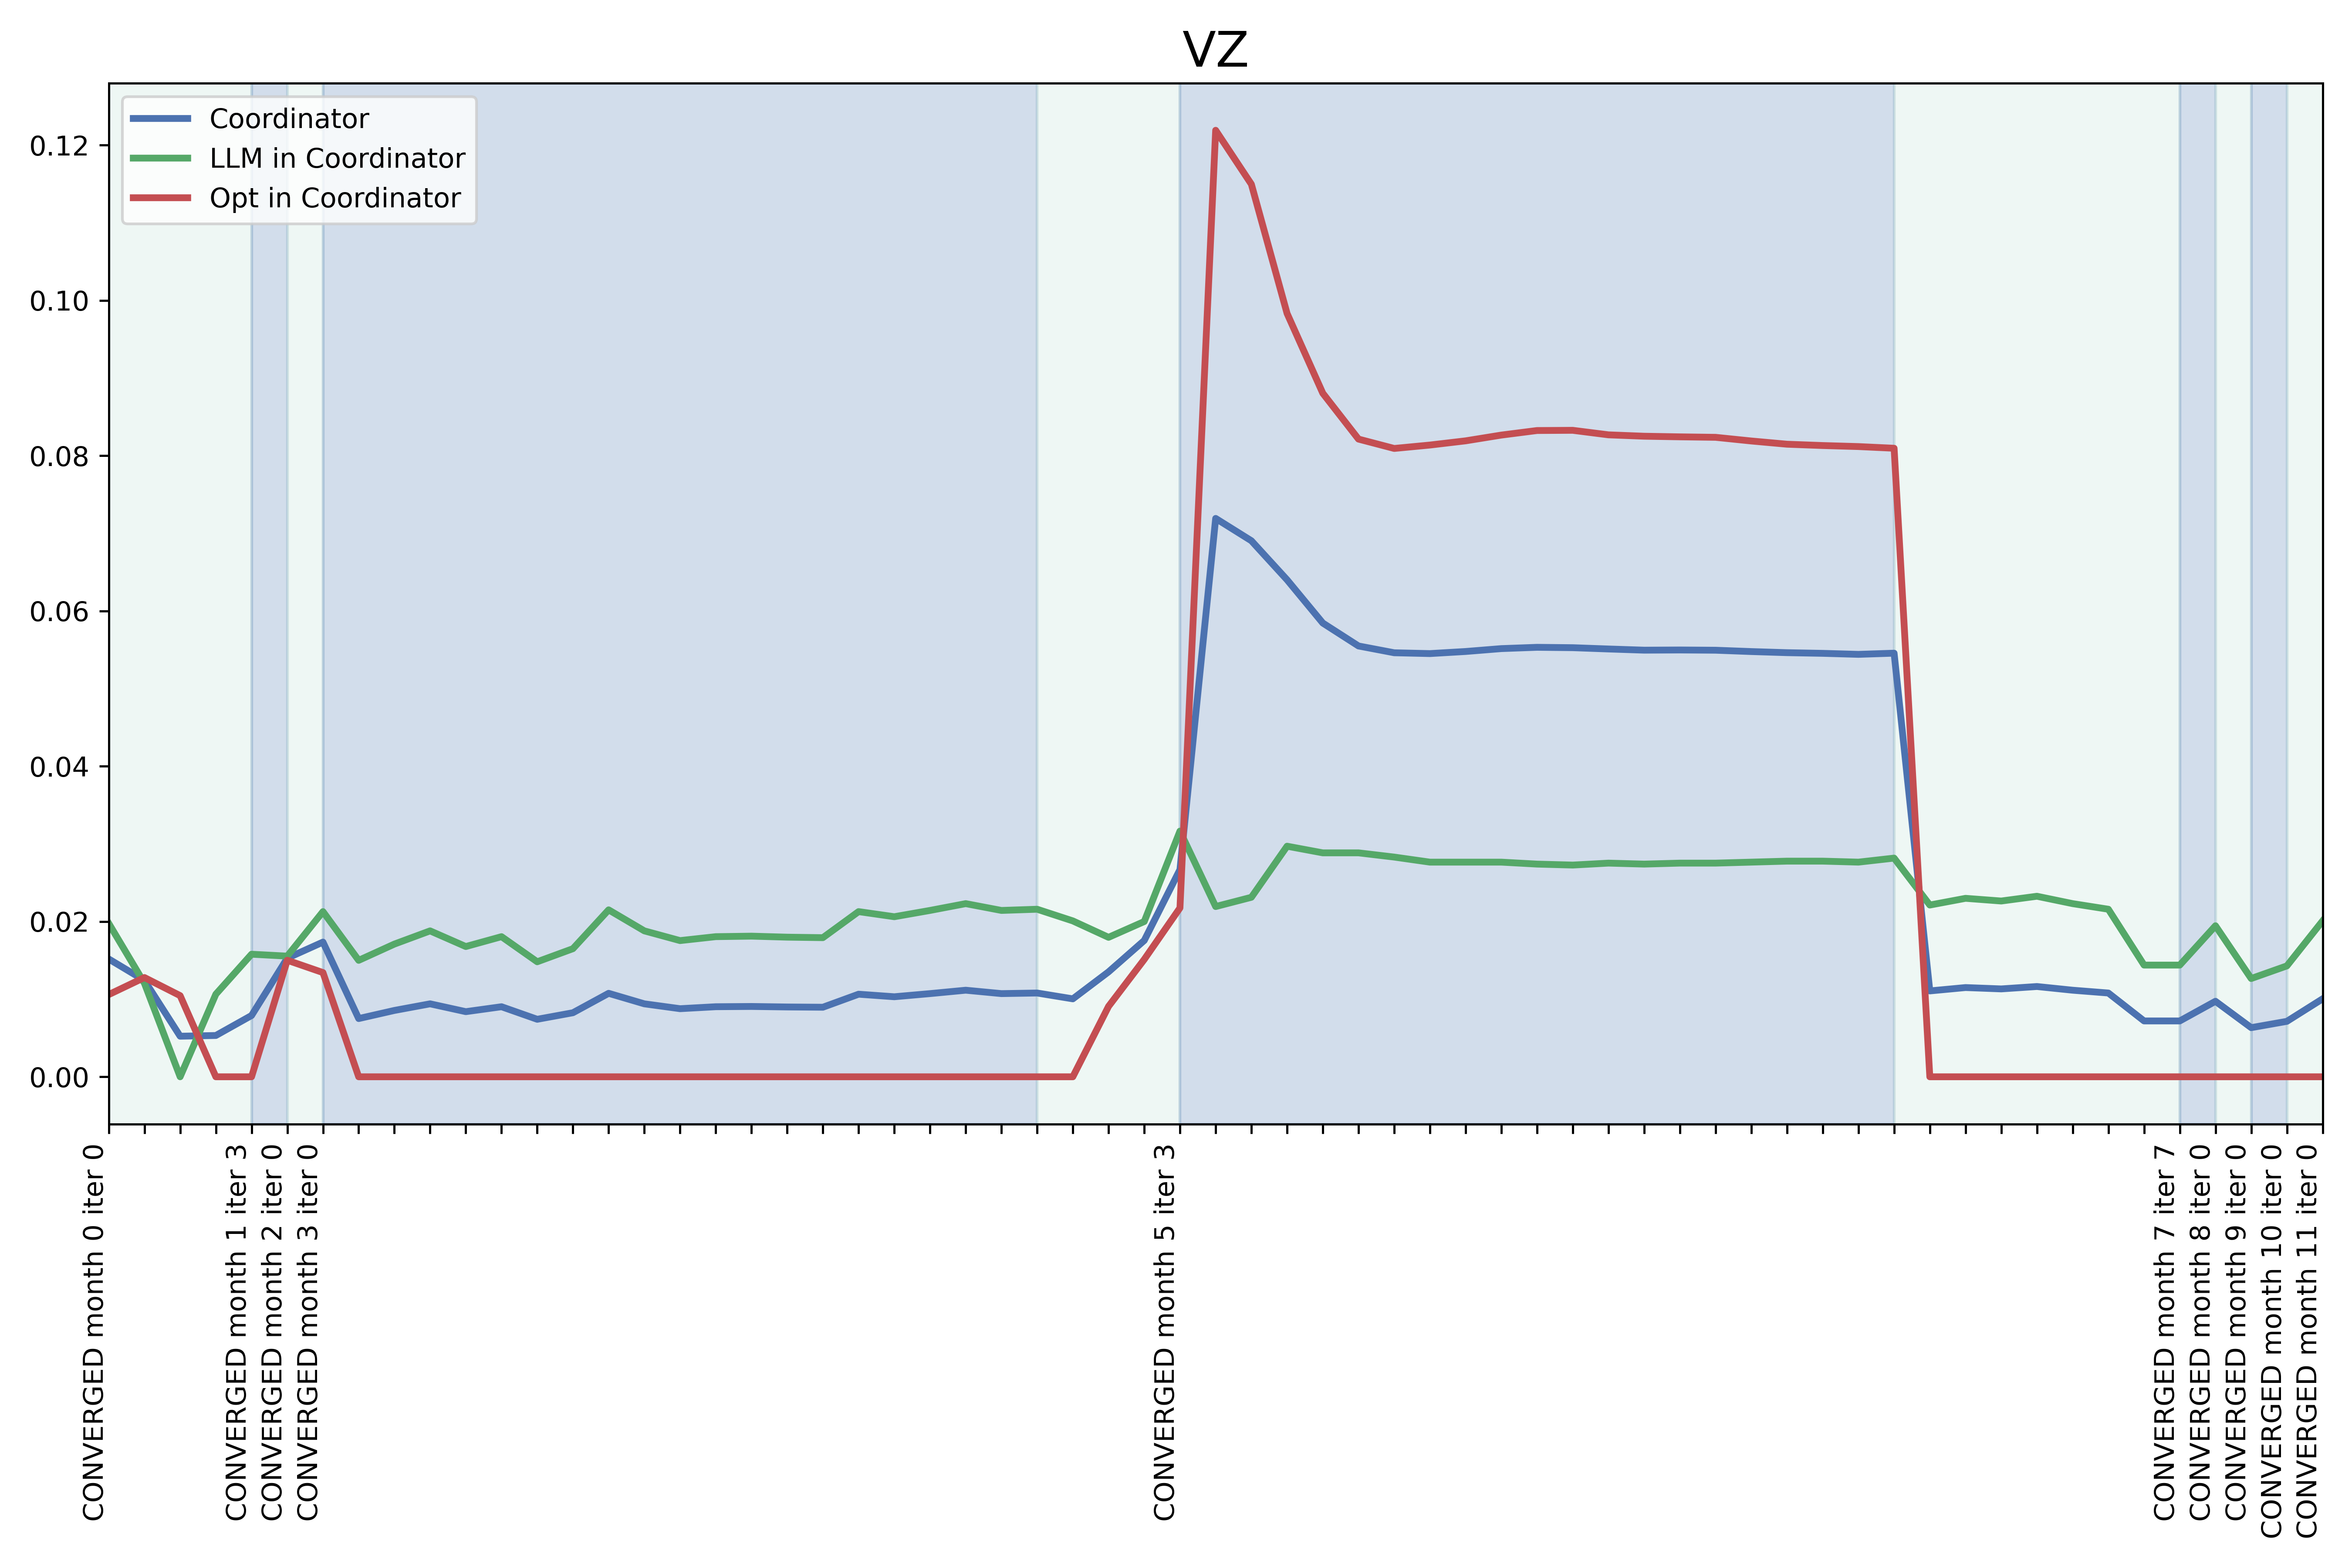 VZ
Coordinator
LLM in Coordinator
Opt in Coordinator
0.12
0.10
0.08
0.06
0.04
0.02
0.00
CONVERGED month 0 iter 0
CONVERGED month 1 iter 3
CONVERGED month 2 iter 0
CONVERGED month 3 iter 0
CONVERGED month 5 iter 3
CONVERGED month 7 iter 7
CONVERGED month 8 iter 0
CONVERGED month 9 iter 0
CONVERGED month 10 iter 0
CONVERGED month 11 iter 0